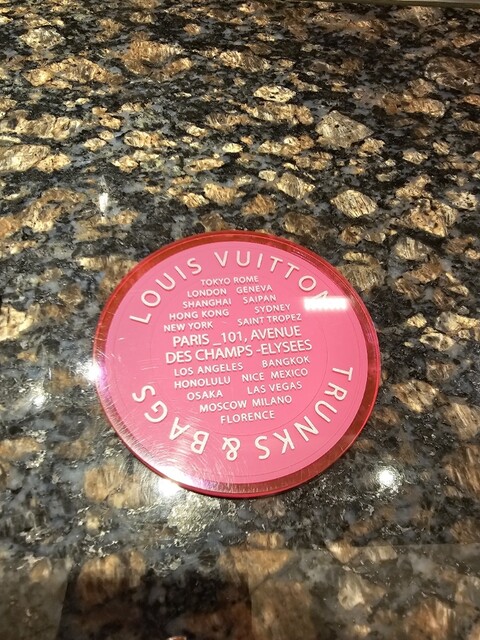 LOUIS VUITTON
TOKYO ROME
LONDON GENEVA
SHANGHAI SAIPAN
HONG KONG SYDNEY
NEW YORK SAINT TROPEZ
PARIS _101, AVENUE
DES CHAMPS-ELYSEES
LOS ANGELES BANGKOK
HONOLULU NICE MEXICO
OSAKA LAS VEGAS
MOSCOW MILANO
FLORENCE
TRUNKS & BAGS